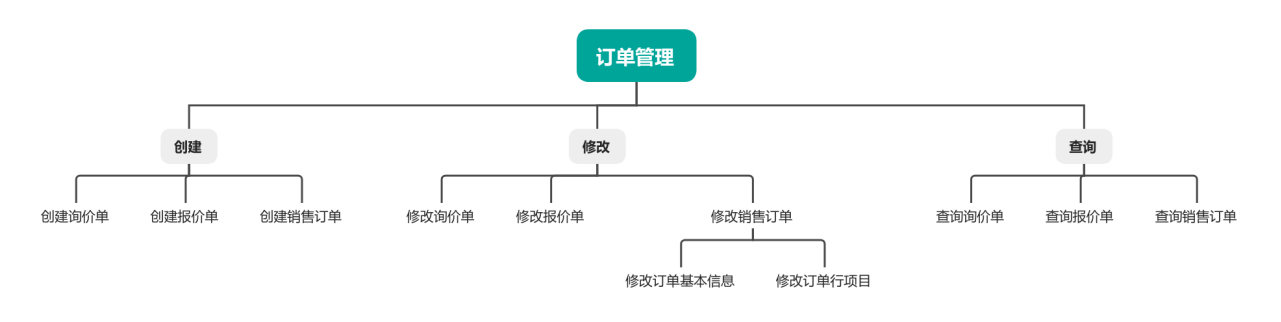 订单管理
创建
修改
查询
创建询价单
创建报价单
创建销售订单
修改询价单
修改报价单
修改销售订单
查询询价单
查询报价单
查询销售订单
修改订单基本信息
修改订单行项目